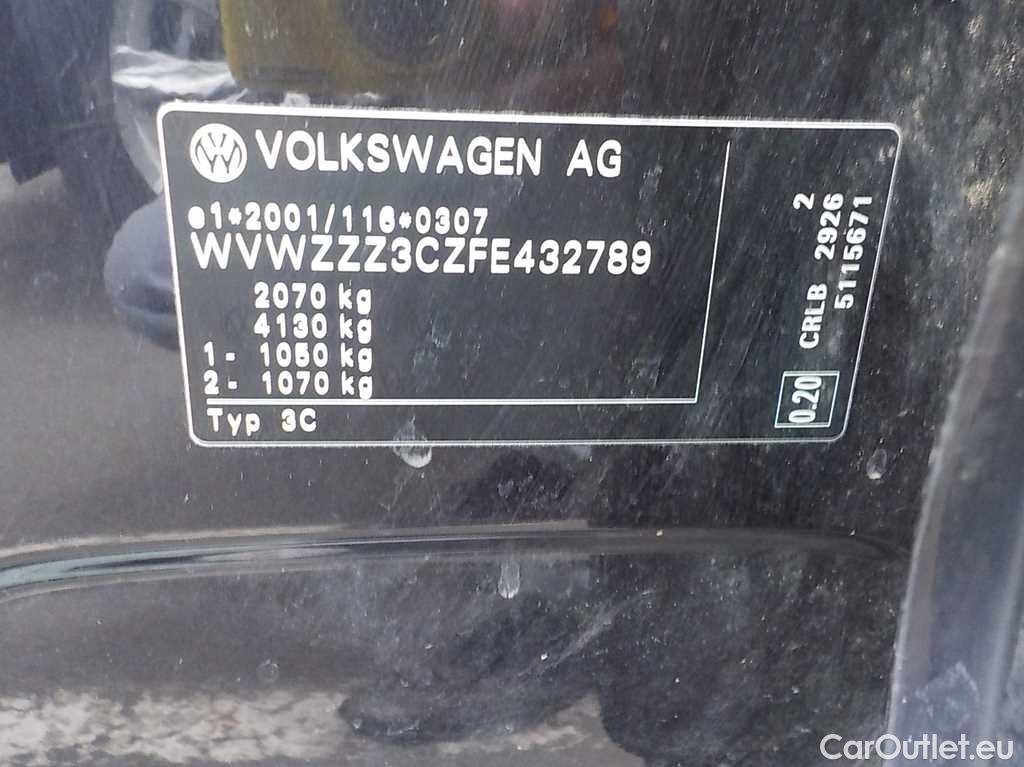 VOLKSWAGEN AG
e1*2001/116*0307
WVWZZZ3CZFE432789
2070 kg
4130 kg
1- 1050 kg
2- 1070 kg
Typ 3C
2
CRLB 2926
5115671
0.20
CarOutlet.eu